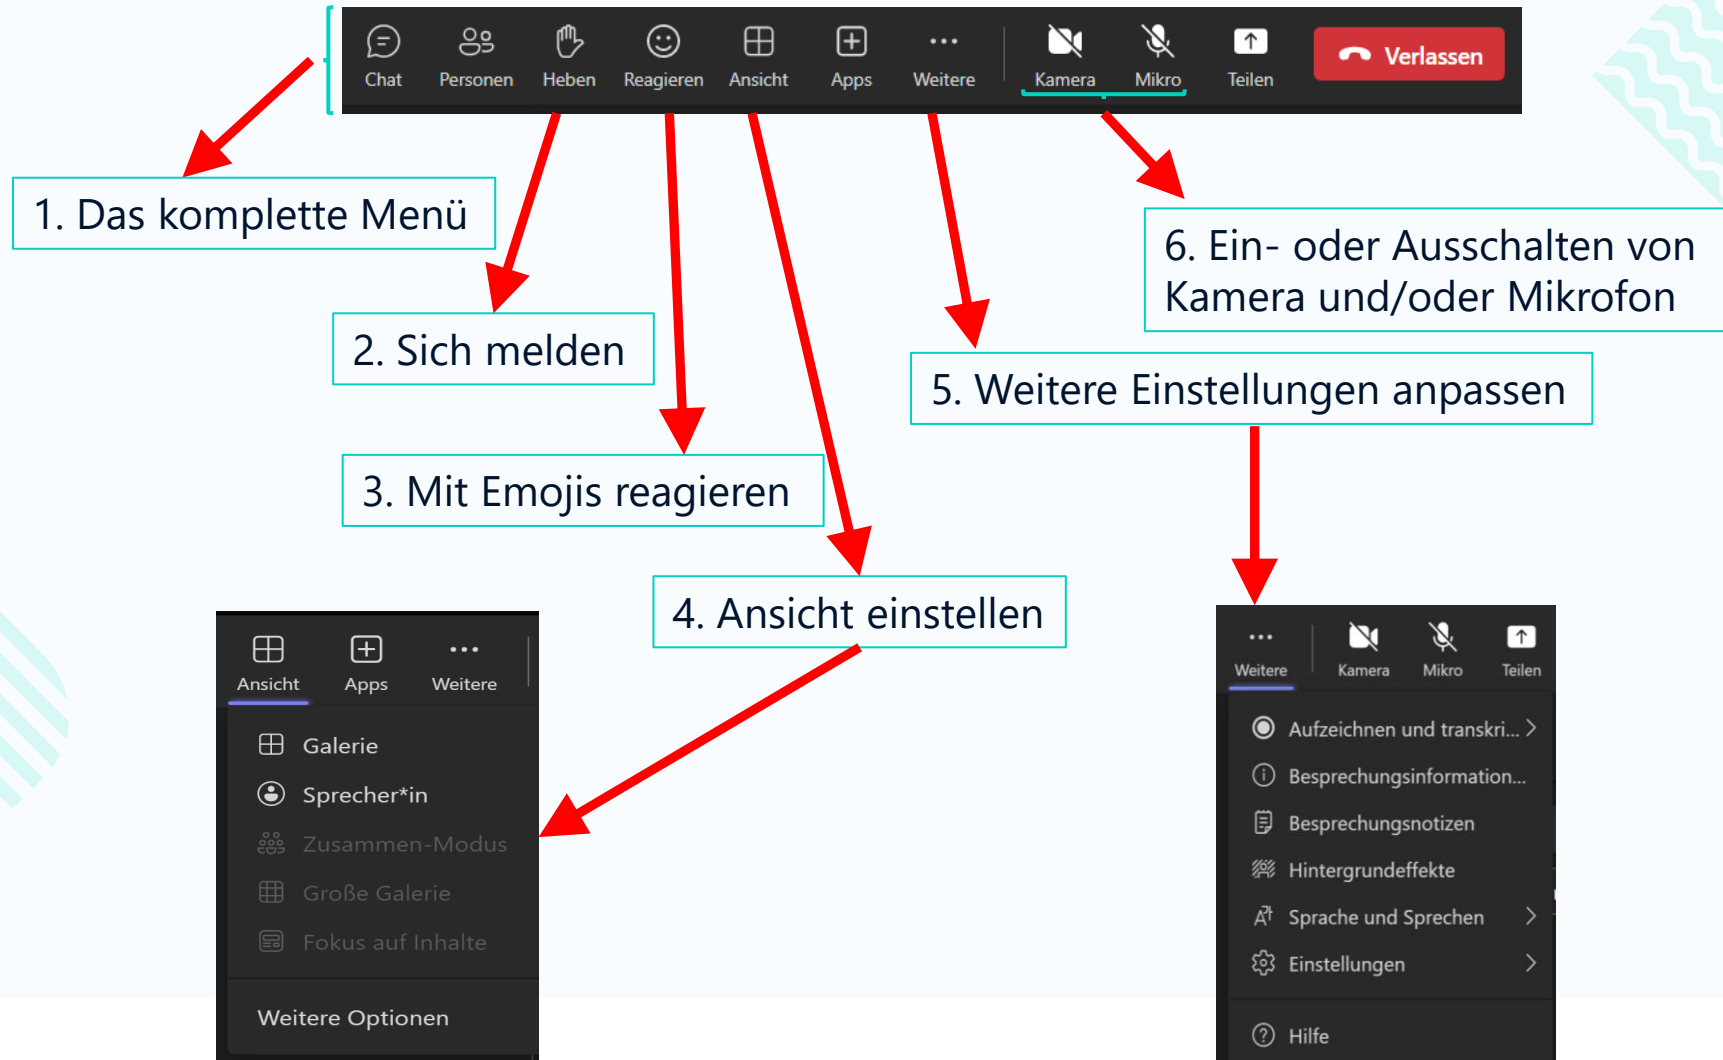 Chat Personen Heben Reagieren Ansicht Apps Weitere Kamera Mikro Teilen Verlassen
1. Das komplette Menü
6. Ein- oder Ausschalten von
Kamera und/oder Mikrofon
2. Sich melden
5. Weitere Einstellungen anpassen
3. Mit Emojis reagieren
4. Ansicht einstellen
Ansicht Apps Weitere
Galerie
Sprecher*in
Zusammen-Modus
Große Galerie
Fokus auf Inhalte
Weitere Optionen
Weitere Kamera Mikro Teilen
Aufzeichnen und transkri...
Besprechungsinformation...
Besprechungsnotizen
Hintergrundeffekte
Sprache und Sprechen
Einstellungen
Hilfe